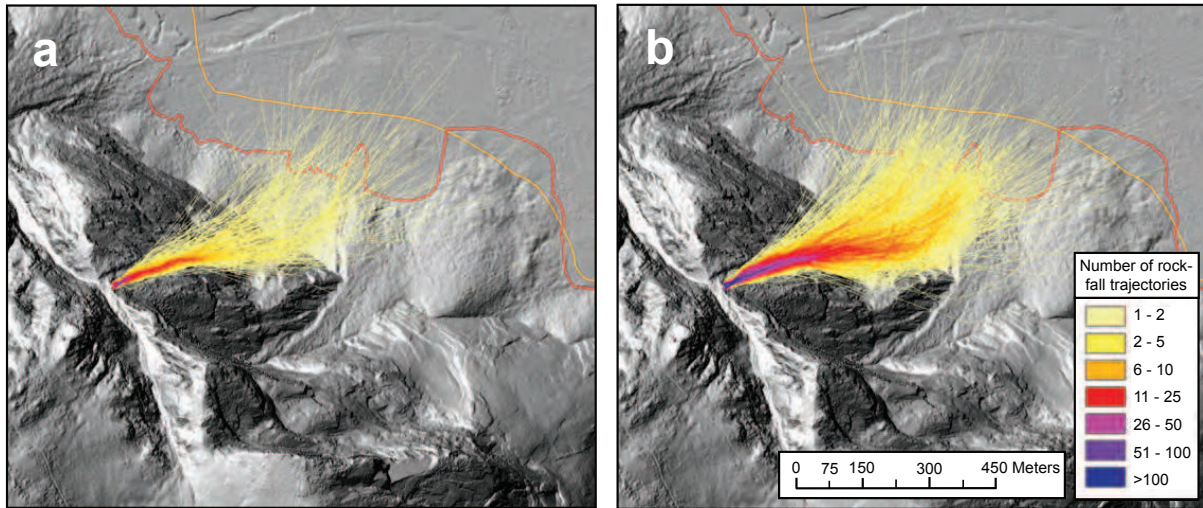 a
b
Number of rock-
fall trajectories
1 - 2
2 - 5
6 - 10
11 - 25
26 - 50
51 - 100
>100
0 75 150 300 450 Meters